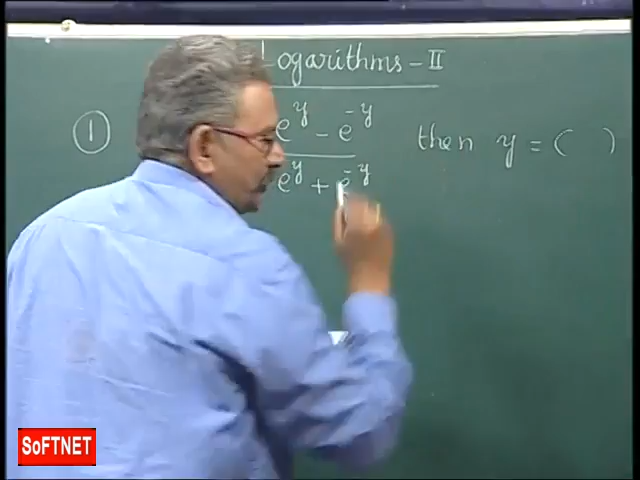 Logarithms - II
① e^y - e^-y then y = ( )
e^y + e^-y
SoFTNET